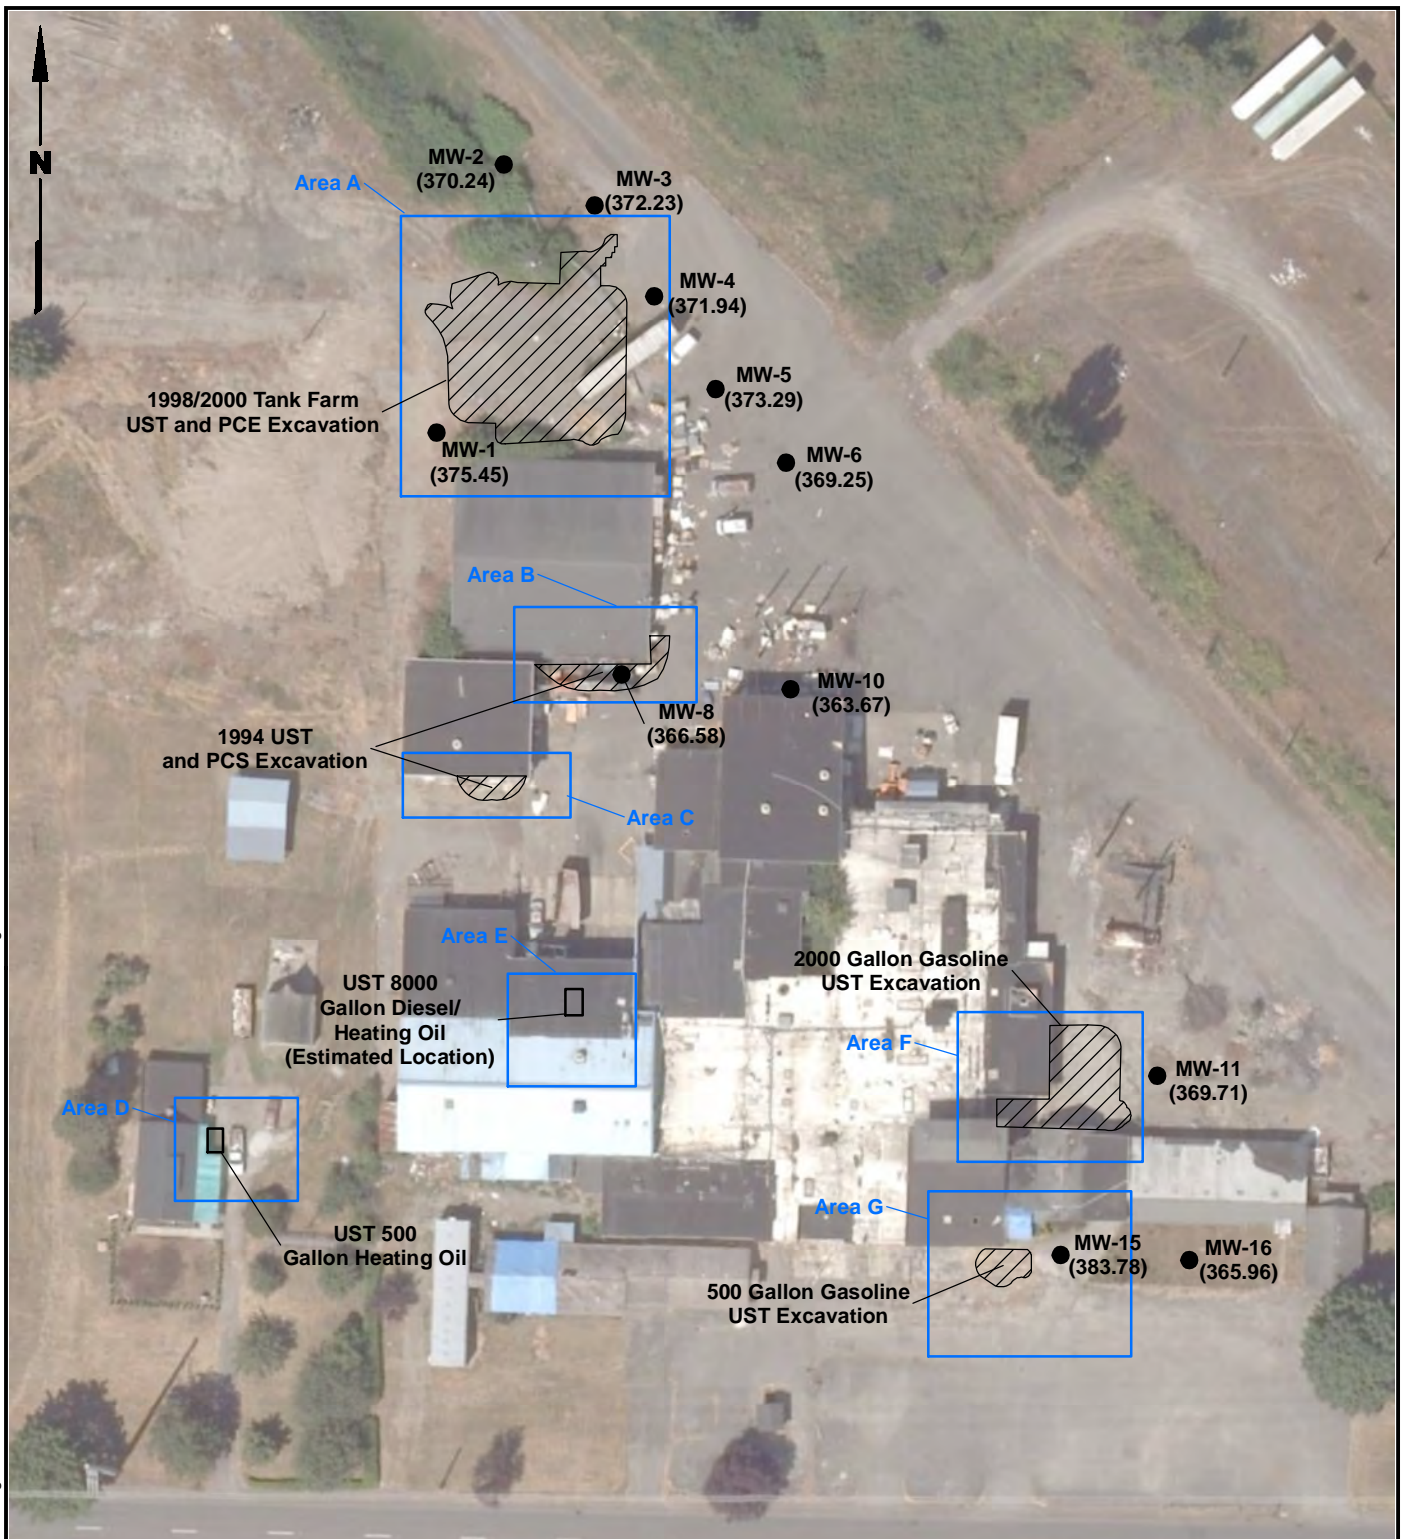 N
MW-2
(370.24)
Area A
MW-3
(372.23)
MW-4
(371.94)
MW-5
(373.29)
1998/2000 Tank Farm
UST and PCE Excavation
MW-1
(375.45)
MW-6
(369.25)
Area B
MW-10
(363.67)
MW-8
(366.58)
1994 UST
and PCS Excavation
Area C
Area E
2000 Gallon Gasoline
UST Excavation
UST 8000
Gallon Diesel/
Heating Oil
(Estimated Location)
Area F
MW-11
(369.71)
Area D
Area G
UST 500
Gallon Heating Oil
MW-15
(383.78)
MW-16
(365.96)
500 Gallon Gasoline
UST Excavation